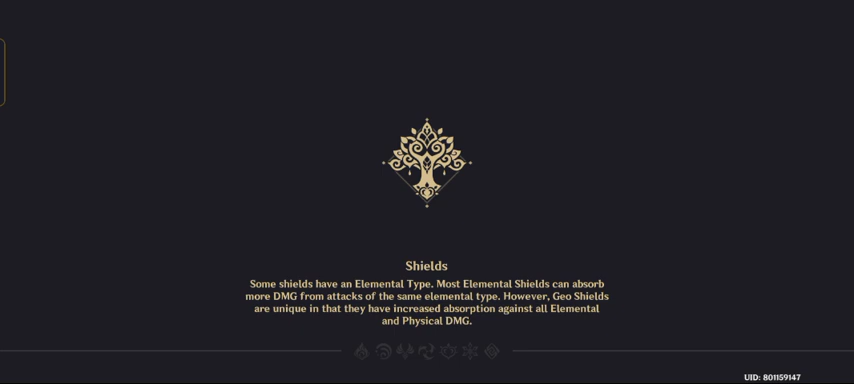 Shields
Some shields have an Elemental Type. Most Elemental Shields can absorb
more DMG from attacks of the same elemental type. However, Geo Shields
are unique in that they have increased absorption against all Elemental
and Physical DMG.
UID: 801159147